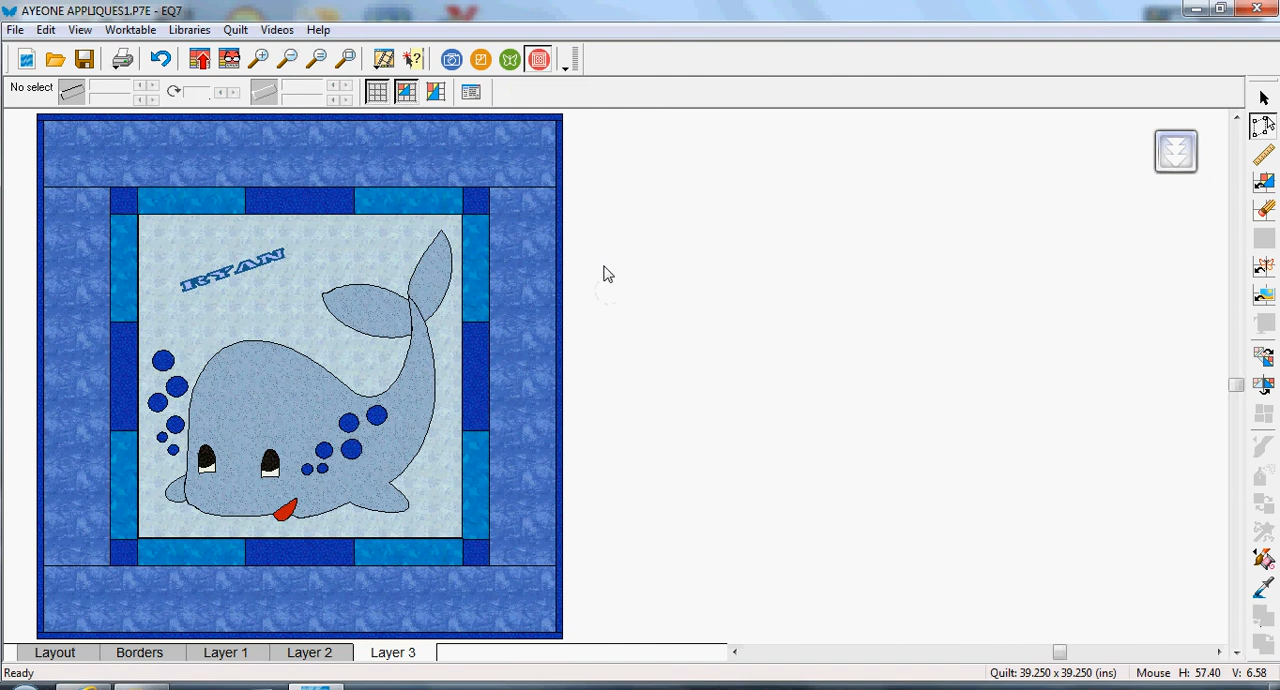 AYEONE APPLIQUES1.P7E - EQ7
File Edit View Worktable Libraries Quilt Videos Help
No select
RYAN
Layout Borders Layer 1 Layer 2 Layer 3
Ready Quilt: 39.250 x 39.250 (ins) Mouse H: 57.40 V: 6.58